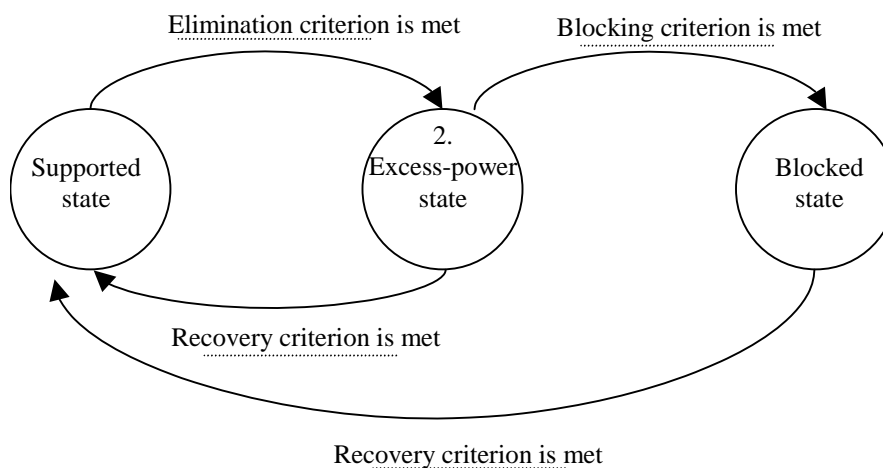 Elimination criterion is met
Blocking criterion is met
Supported
state
2.
Excess-power
state
Blocked
state
Recovery criterion is met
Recovery criterion is met